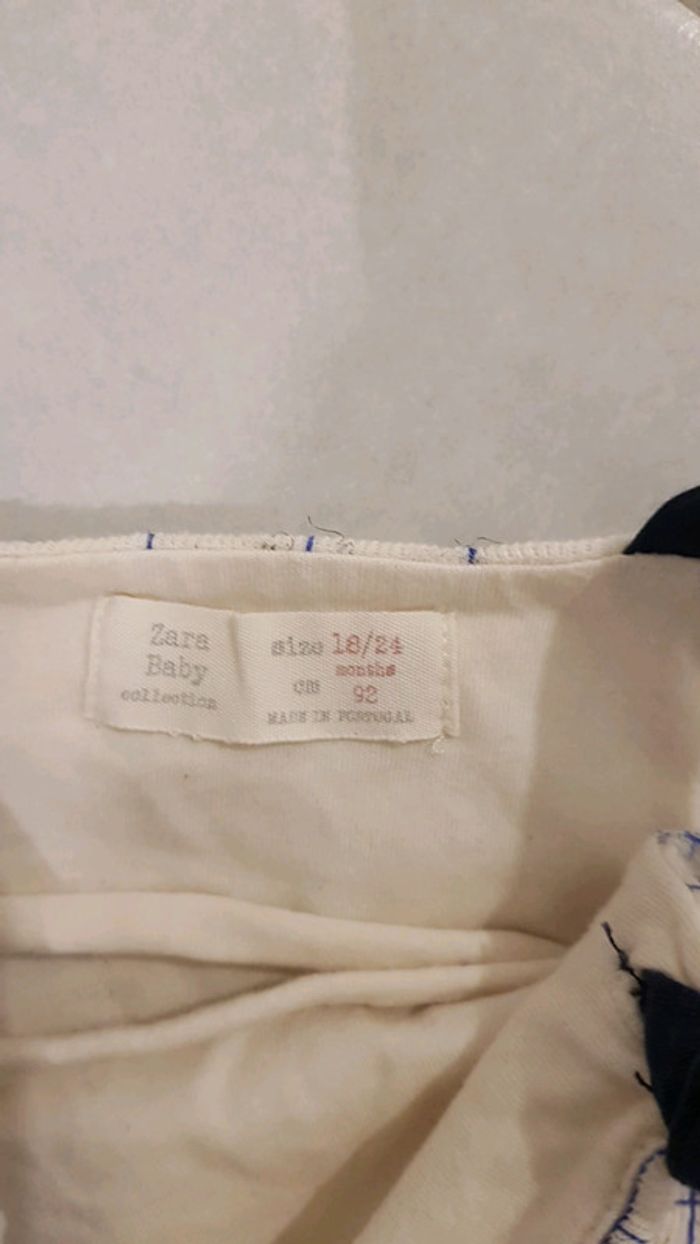 Zara
Baby
collection
size 18/24
months
cm 92
MADE IN PORTUGAL